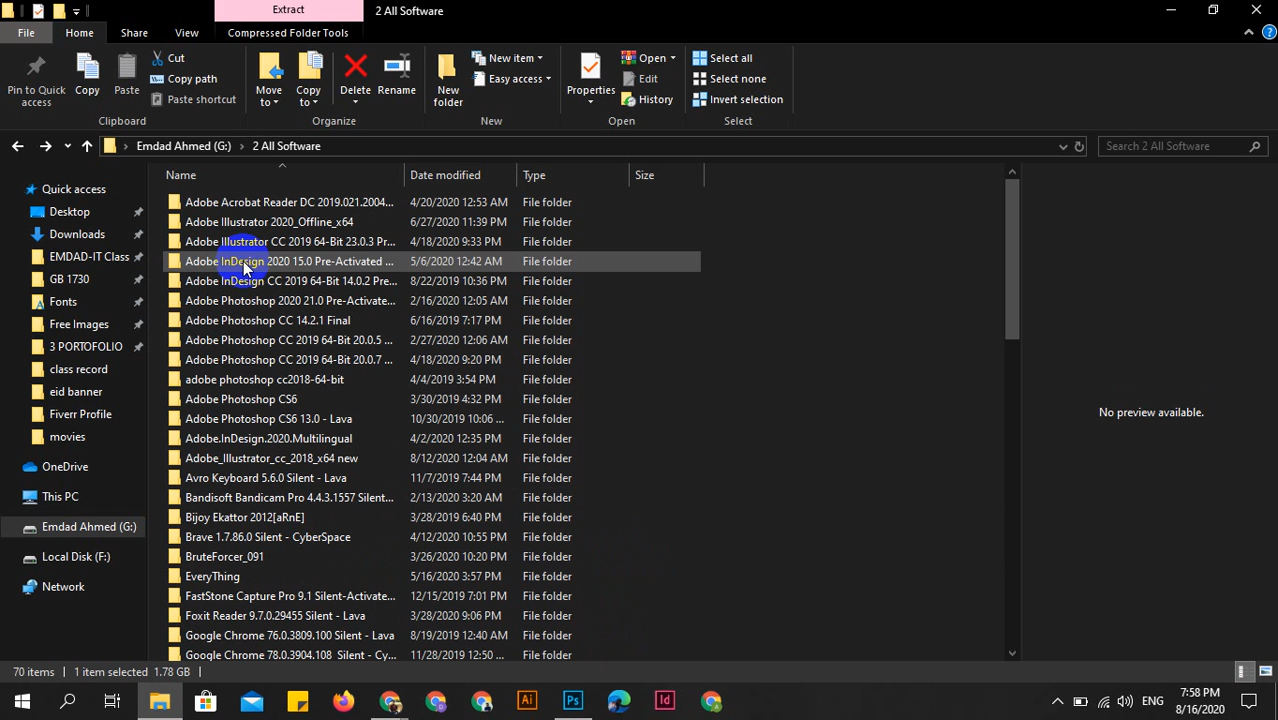 Extract
2 All Software
File
Home
Share
View
Compressed Folder Tools
Pin to Quick access
Copy
Paste
Cut
Copy path
Paste shortcut
Clipboard
Move to
Copy to
Delete
Rename
Organize
New folder
New item
Easy access
New
Properties
Open
Edit
History
Open
Select all
Select none
Invert selection
Select
Emdad Ahmed (G:) > 2 All Software
Search 2 All Software
Quick access
Desktop
Downloads
EMDAD-IT Class
GB 1730
Fonts
Free Images
3 PORTOFOLIO
class record
eid banner
Fiverr Profile
movies
OneDrive
This PC
Emdad Ahmed (G:)
Local Disk (F:)
Network
Name Date modified Type Size
Adobe Acrobat Reader DC 2019.021.2004... 4/20/2020 12:53 AM File folder
Adobe Illustrator 2020_Offline_x64 6/27/2020 11:39 PM File folder
Adobe Illustrator CC 2019 64-Bit 23.0.3 Pr... 4/18/2020 9:33 PM File folder
Adobe InDesign 2020 15.0 Pre-Activated ... 5/6/2020 12:42 AM File folder
Adobe InDesign CC 2019 64-Bit 14.0.2 Pre... 8/22/2019 10:36 PM File folder
Adobe Photoshop 2020 21.0 Pre-Activate... 2/16/2020 12:05 AM File folder
Adobe Photoshop CC 14.2.1 Final 6/16/2019 7:17 PM File folder
Adobe Photoshop CC 2019 64-Bit 20.0.5 ... 2/27/2020 12:06 AM File folder
Adobe Photoshop CC 2019 64-Bit 20.0.7 ... 4/18/2020 9:20 PM File folder
adobe photoshop cc2018-64-bit 4/4/2019 3:54 PM File folder
Adobe Photoshop CS6 3/30/2019 4:32 PM File folder
Adobe Photoshop CS6 13.0 - Lava 10/30/2019 10:06 ... File folder
Adobe.InDesign.2020.Multilingual 4/2/2020 12:35 PM File folder
Adobe_Illustrator_cc_2018_x64 new 8/12/2019 12:04 AM File folder
Avro Keyboard 5.6.0 Silent - Lava 11/7/2019 7:44 PM File folder
Bandisoft Bandicam Pro 4.4.3.1557 Silent... 2/13/2020 3:20 AM File folder
Bijoy Ekattor 2012[aRnE] 3/28/2019 6:40 PM File folder
Brave 1.7.86.0 Silent - CyberSpace 4/12/2020 10:55 PM File folder
BruteForcer_091 3/26/2020 10:20 PM File folder
EveryThing 5/16/2020 3:57 PM File folder
FastStone Capture Pro 9.1 Silent-Activate... 12/15/2019 7:01 PM File folder
Foxit Reader 9.7.0.29455 Silent - Lava 3/28/2020 9:06 PM File folder
Google Chrome 76.0.3809.100 Silent - Lava 8/19/2019 12:40 AM File folder
Google Chrome 78.0.3904.108 Silent - Cy... 11/28/2019 12:50 ... File folder
No preview available.
70 items
1 item selected 1.78 GB
Ai
Ps
Id
ENG
7:58 PM
8/16/2020